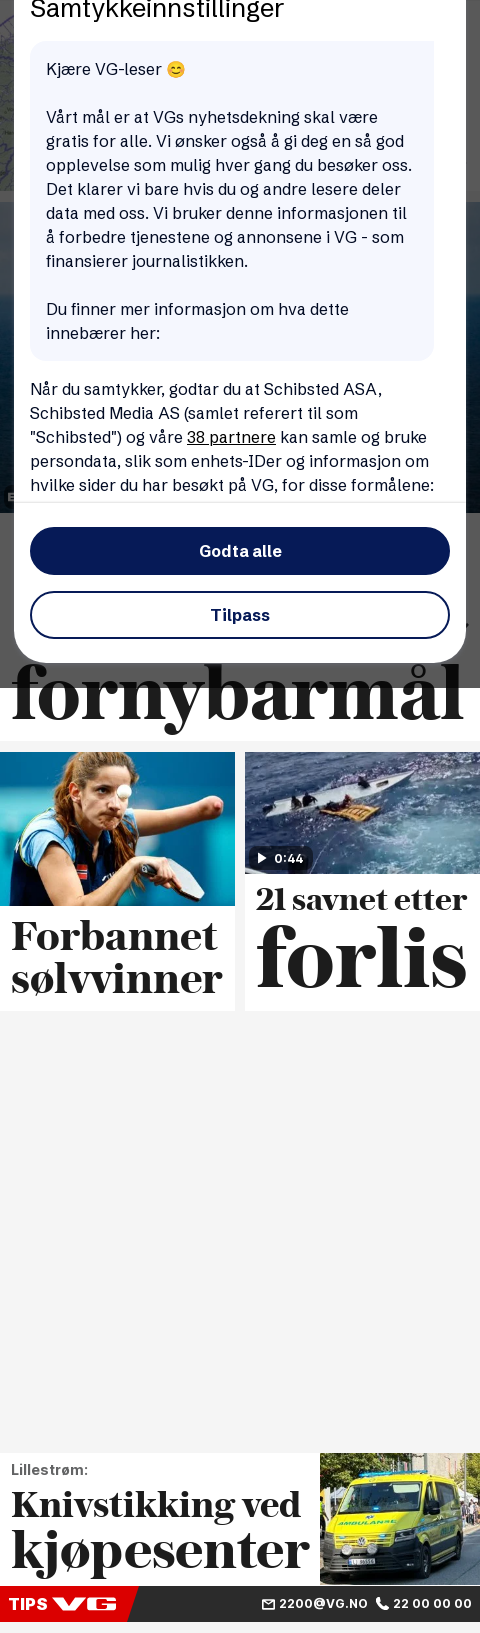 Samtykkeinnstillinger
Kjære VG-leser 😊
Vårt mål er at VGs nyhetsdekning skal være
gratis for alle. Vi ønsker også å gi deg en så god
opplevelse som mulig hver gang du besøker oss.
Det klarer vi bare hvis du og andre lesere deler
data med oss. Vi bruker denne informasjonen til
å forbedre tjenestene og annonsene i VG - som
finansierer journalistikken.
Du finner mer informasjon om hva dette
innebærer her:
Når du samtykker, godtar du at Schibsted ASA,
Schibsted Media AS (samlet referert til som
"Schibsted") og våre 38 partnere kan samle og bruke
persondata, slik som enhets-IDer og informasjon om
hvilke sider du har besøkt på VG, for disse formålene:
Godta alle
Tilpass
fornybarmål
Forbannet
sølvvinner
0:44
21 savnet etter
forlis
Lillestrøm:
Knivstikking ved
kjøpesenter
AMBULANSE
TIPS VG 2200@VG.NO 22 00 00 00